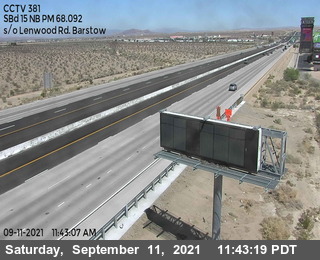 CCTV 381
SBd 15 NB PM 68.092
s/o Lenwood Rd. Barstow
09-11-2021 11:43:07 AM
Saturday, September 11, 2021 11:43:19 PDT